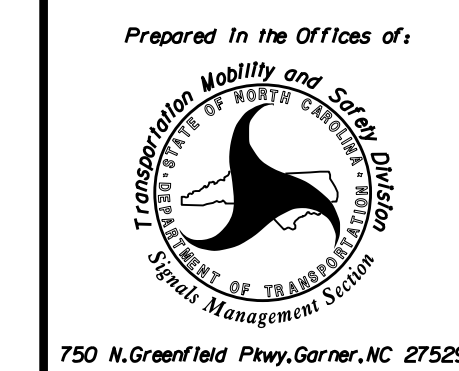 Prepared in the Offices of:
Transportation Mobility and Safety Division
STATE OF NORTH CAROLINA
DEPARTMENT OF TRANSPORTATION
Signals Management Section
750 N.Greenfield Pkwy,Garner,NC 27529